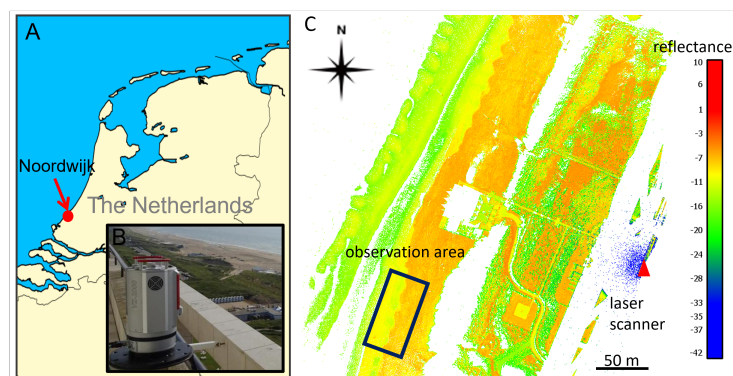 A
Noordwijk
The Netherlands
B
C
N
reflectance
10
6
1
-3
-7
-11
-16
-20
-24
-28
-33
-35
-37
-42
observation area
laser
scanner
50 m